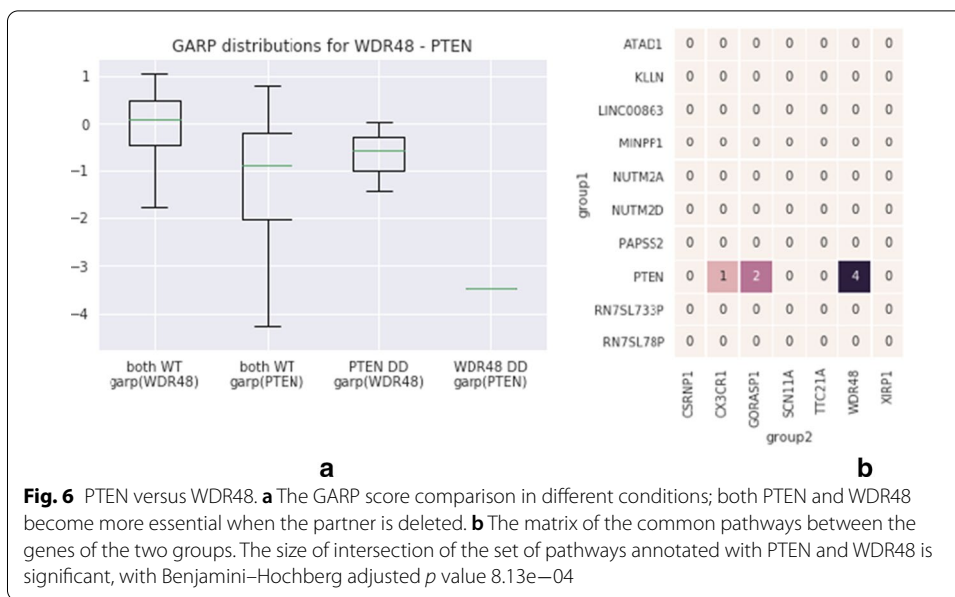 GARP distributions for WDR48 - PTEN
1
0
−1
−2
−3
−4
both WT
garp(WDR48)
both WT
garp(PTEN)
PTEN DD
garp(WDR48)
WDR48 DD
garp(PTEN)
a
group1
ATAD1 0 0 0 0 0 0 0
KLLN 0 0 0 0 0 0 0
LINC00863 0 0 0 0 0 0 0
MINPP1 0 0 0 0 0 0 0
NUTM2A 0 0 0 0 0 0 0
NUTM2D 0 0 0 0 0 0 0
PAPSS2 0 0 0 0 0 0 0
PTEN 0 1 2 0 0 4 0
RN7SL733P 0 0 0 0 0 0 0
RN7SL78P 0 0 0 0 0 0 0
CSRNP1
CX3CR1
GORASP1
SCN11A
TTC21A
WDR48
XIRP1
group2
b
Fig. 6 PTEN versus WDR48. a The GARP score comparison in different conditions; both PTEN and WDR48
become more essential when the partner is deleted. b The matrix of the common pathways between the
genes of the two groups. The size of intersection of the set of pathways annotated with PTEN and WDR48 is
significant, with Benjamini–Hochberg adjusted p value 8.13e−04